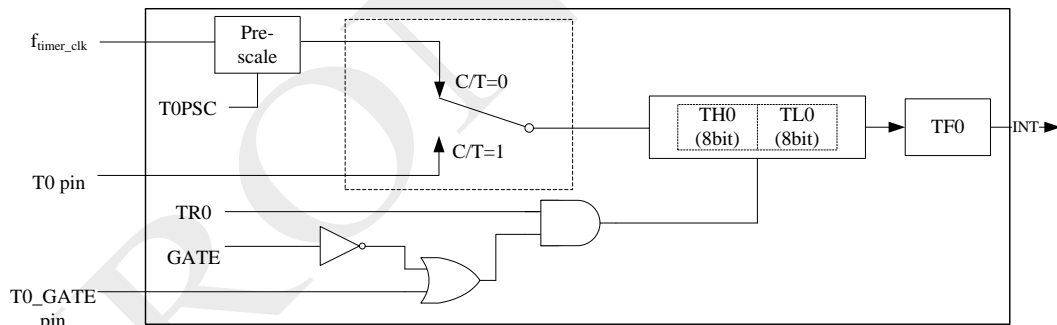 f_timer_clk
Pre-
scale
T0PSC
C/T=0
C/T=1
T0 pin
TH0
(8bit)
TL0
(8bit)
TF0
INT
TR0
GATE
T0_GATE
pin